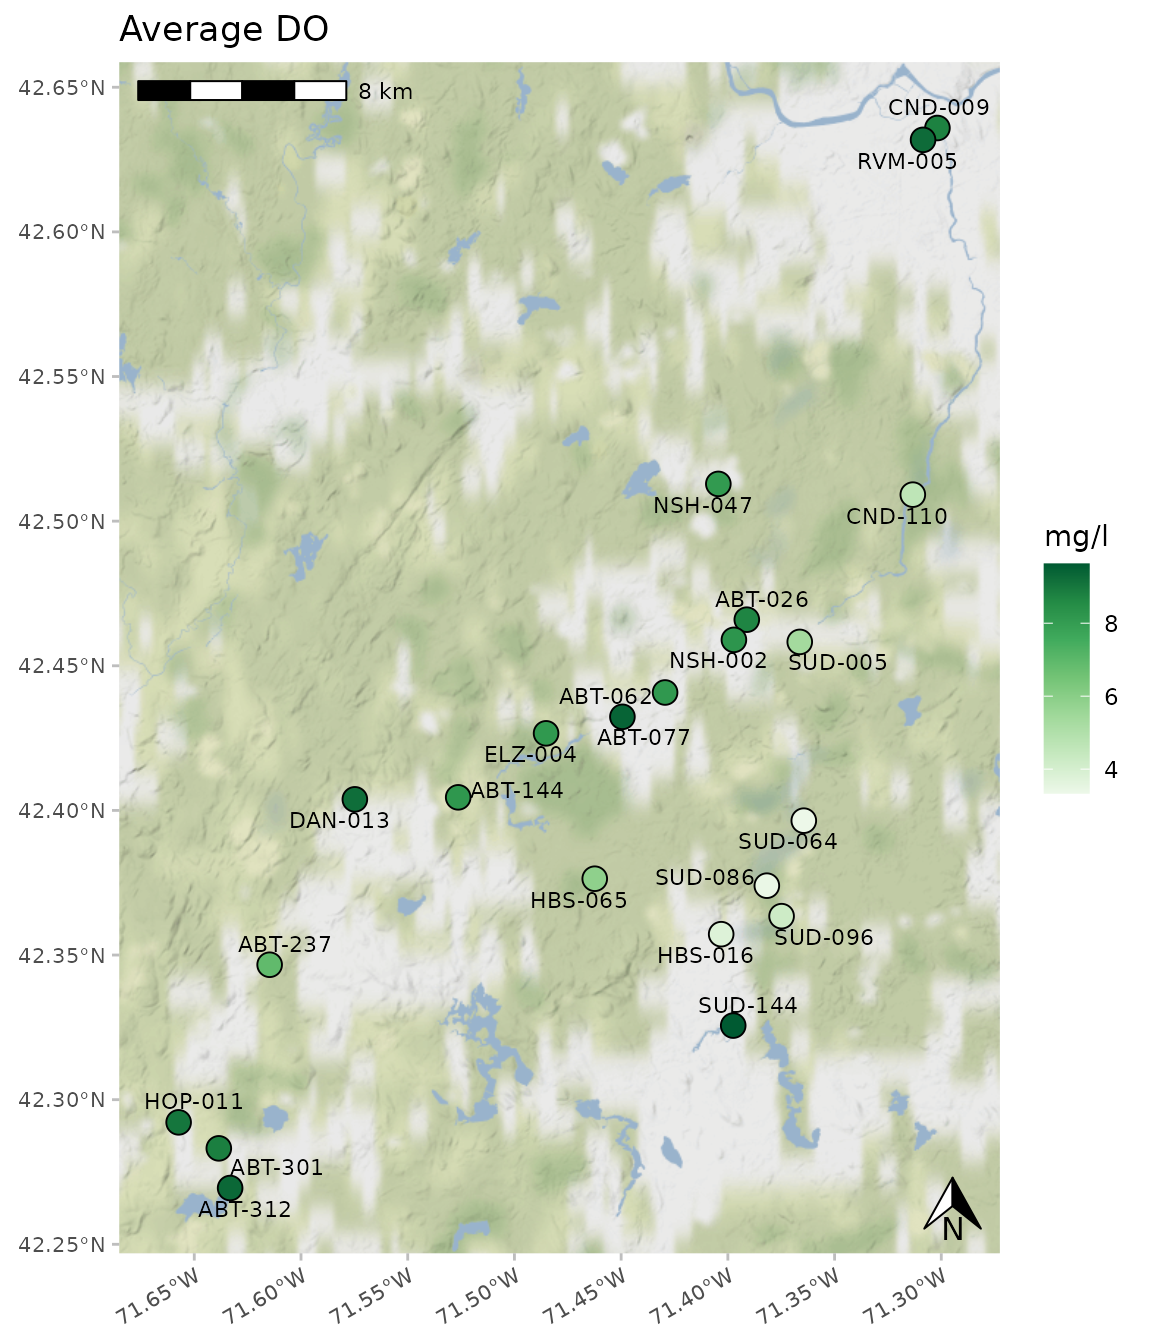 Average DO
42.65°N
8 km
CND-009
RVM-005
42.60°N
42.55°N
NSH-047
42.50°N
CND-110
mg/l
ABT-026
8
42.45°N
NSH-002
SUD-005
ABT-062
6
ABT-077
ELZ-004
4
ABT-144
42.40°N
DAN-013
SUD-064
SUD-086
HBS-065
SUD-096
ABT-237
42.35°N
HBS-016
SUD-144
42.30°N
HOP-011
ABT-301
ABT-312
N
42.25°N
71.65°W
71.60°W
71.55°W
71.50°W
71.45°W
71.40°W
71.35°W
71.30°W